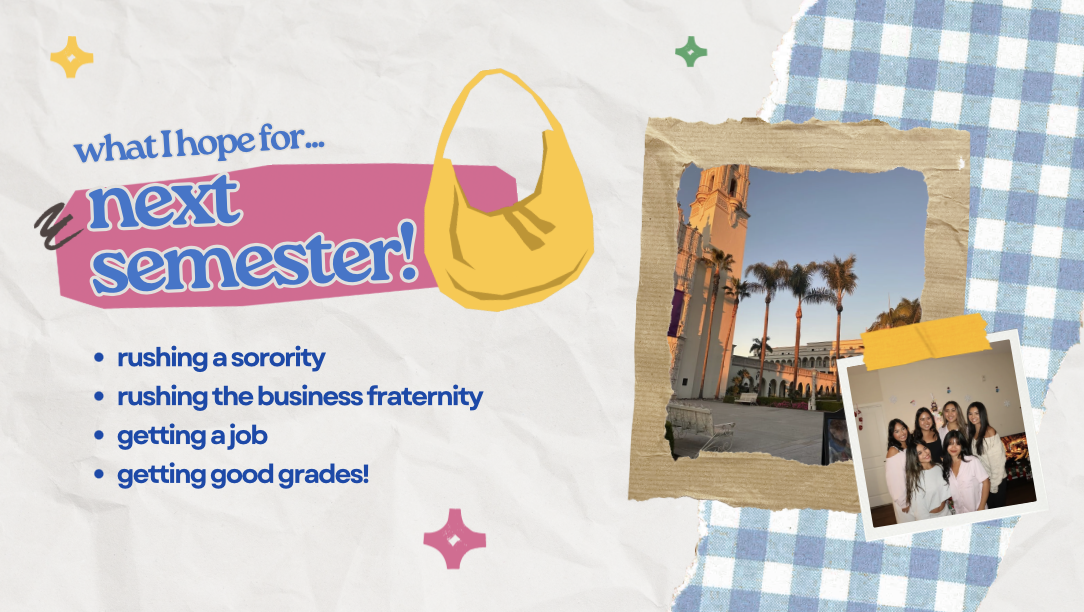 what I hope for...
next
semester!
• rushing a sorority
• rushing the business fraternity
• getting a job
• getting good grades!